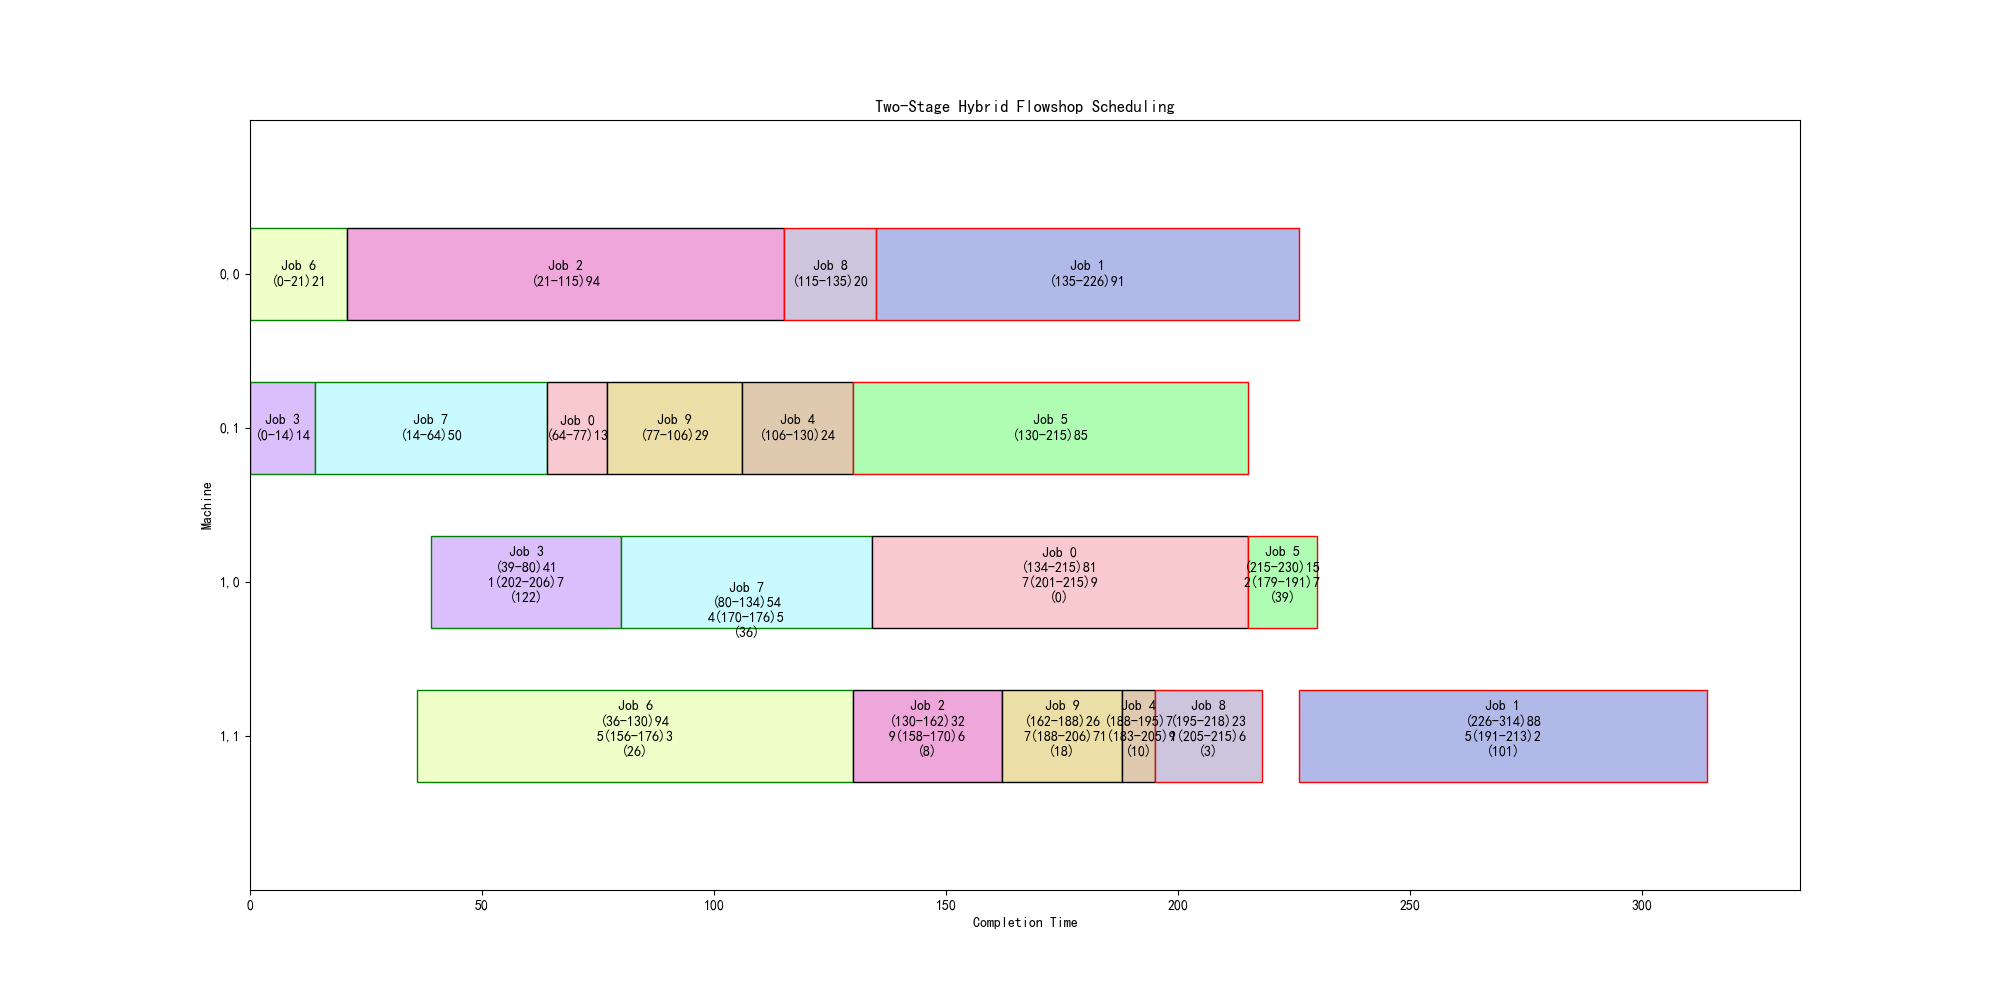 Two-Stage Hybrid Flowshop Scheduling
0,0
Job 6
(0-21)21
Job 2
(21-115)94
Job 8
(115-135)20
Job 1
(135-226)91
0,1
Job 3
(0-14)14
Job 7
(14-64)50
Job 0
(64-77)13
Job 9
(77-106)29
Job 4
(106-130)24
Job 5
(130-215)85
Machine
1,0
Job 3
(39-80)41
1(202-206)7
(122)
Job 7
(80-134)54
4(170-176)5
(36)
Job 0
(134-215)81
7(201-215)9
(0)
Job 5
(215-230)15
2(179-191)7
(39)
1,1
Job 6
(36-130)94
5(156-176)3
(26)
Job 2
(130-162)32
9(158-170)6
(8)
Job 9
(162-188)26
7(188-206)7
(18)
Job 4
(188-195)7
1(183-205)9
(10)
Job 8
(195-218)23
(205-215)6
(3)
Job 1
(226-314)88
5(191-213)2
(101)
0
50
100
150
200
250
300
Completion Time